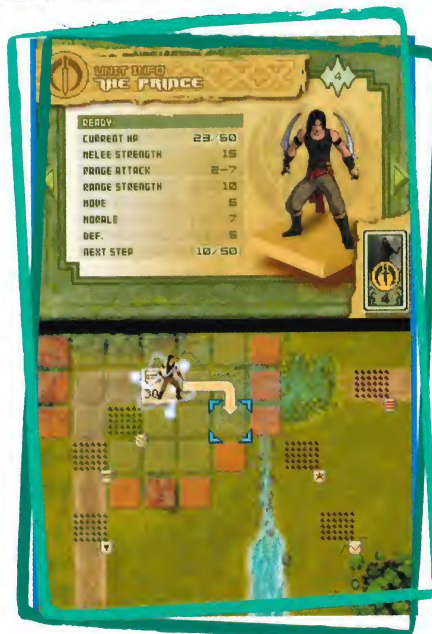 UNIT INFO
THE PRINCE
4
READY
CURRENT HP 23/50
MELEE STRENGTH 15
RANGE ATTACK 2-7
RANGE STRENGTH 10
MOVE
MORALE 7
DEF. 5
NEXT STEP 10/50
4
30